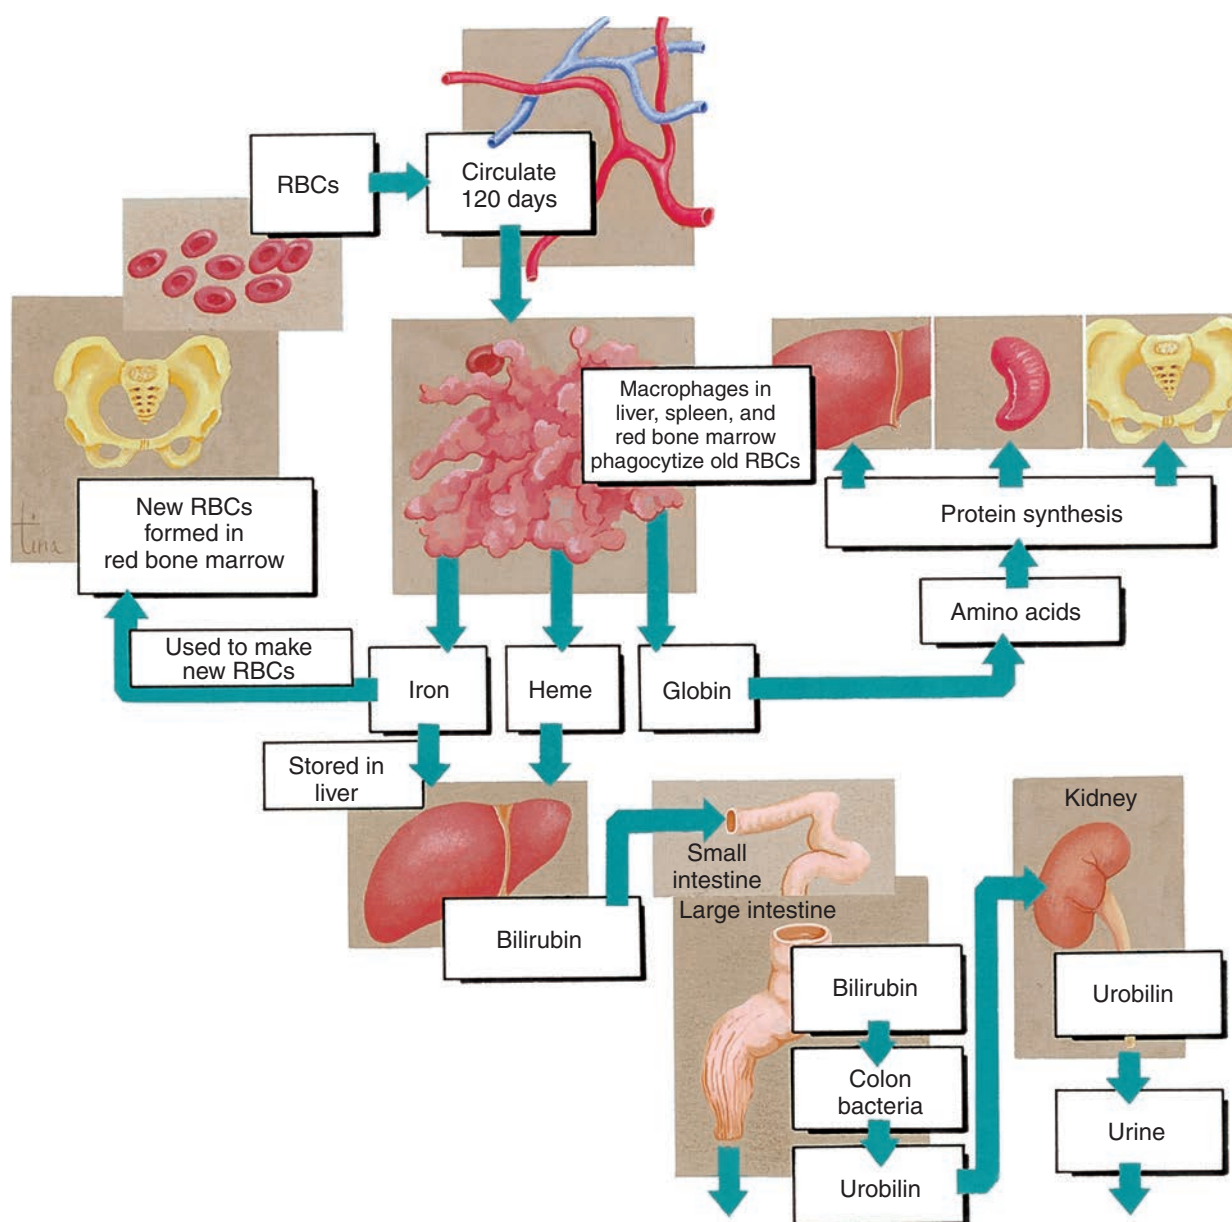 RBCs
Circulate
120 days
Macrophages in
liver, spleen, and
red bone marrow
phagocytize old RBCs
New RBCs
formed in
red bone marrow
tina
Protein synthesis
Amino acids
Used to make
new RBCs
Iron
Heme
Globin
Stored in
liver
Bilirubin
Small
intestine
Large intestine
Bilirubin
Colon
bacteria
Urobilin
Kidney
Urobilin
Urine